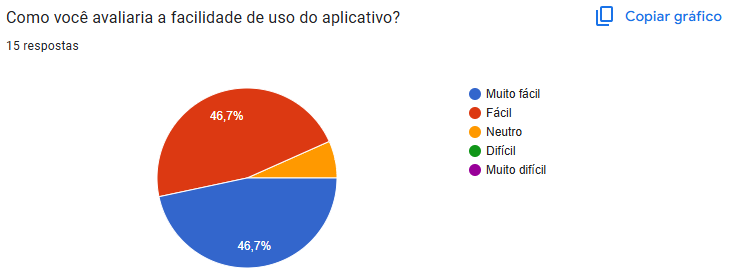 Como você avaliaria a facilidade de uso do aplicativo?
Copiar gráfico
15 respostas
46,7%
46,7%
Muito fácil
Fácil
Neutro
Difícil
Muito difícil